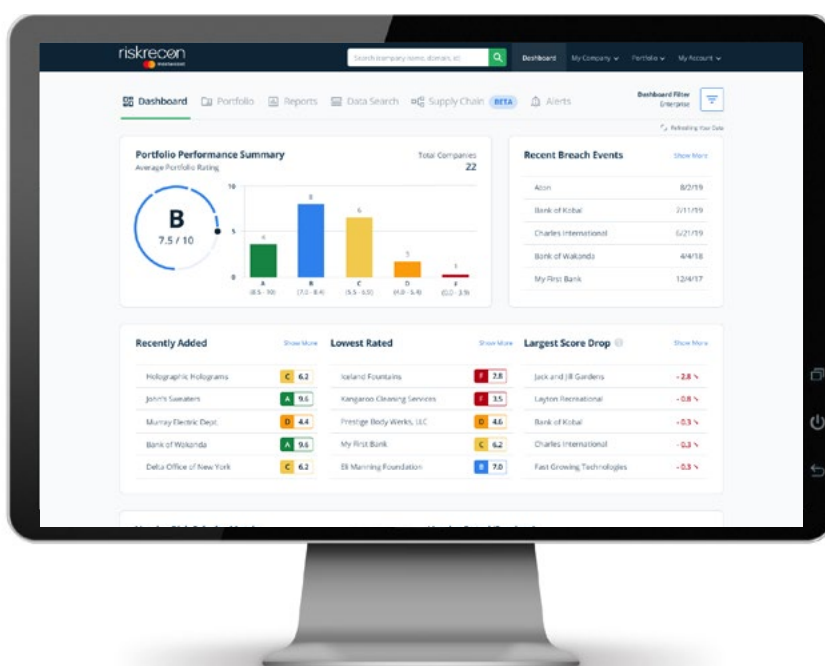 riskrecon
mastercard
Search (company name, domain, id)
Dashboard My Company Portfolio My Account
Dashboard Portfolio Reports Data Search Supply Chain BETA Alerts
Dashboard Filter
Enterprise
Refreshing Your Data
Portfolio Performance Summary
Average Portfolio Rating
Total Companies
22
B
7.5 / 10
10
5
0
4
8
6
1
A
B
C
D
F
(8.5 - 10)
(7.0 - 8.4)
(5.5 - 6.9)
(4.0 - 5.4)
(0.0 - 3.9)
Recent Breach Events Show More
8/2/19
Bank of Kobal 7/11/19
Charles International 6/21/19
Bank of Wakanda 4/4/18
My First Bank 12/4/17
Recently Added Show More
Holographic Holograms C 6.2
John's Sweaters A 9.6
Murray Electric Dept. D 4.4
Bank of Wakanda A 9.6
Delta Office of New York C 6.2
Lowest Rated Show More
Iceland Fountains F 2.8
Kangaroo Cleaning Services F 3.5
Prestige Body Werks, LLC D 4.6
My First Bank C 6.2
Eli Manning Foundation B 7.0
Largest Score Drop Show More
Jack and Jill Gardens - 2.8
Layton Recreational - 0.8
Bank of Kobal - 0.3
Charles International - 0.3
Fast Growing Technologies - 0.3